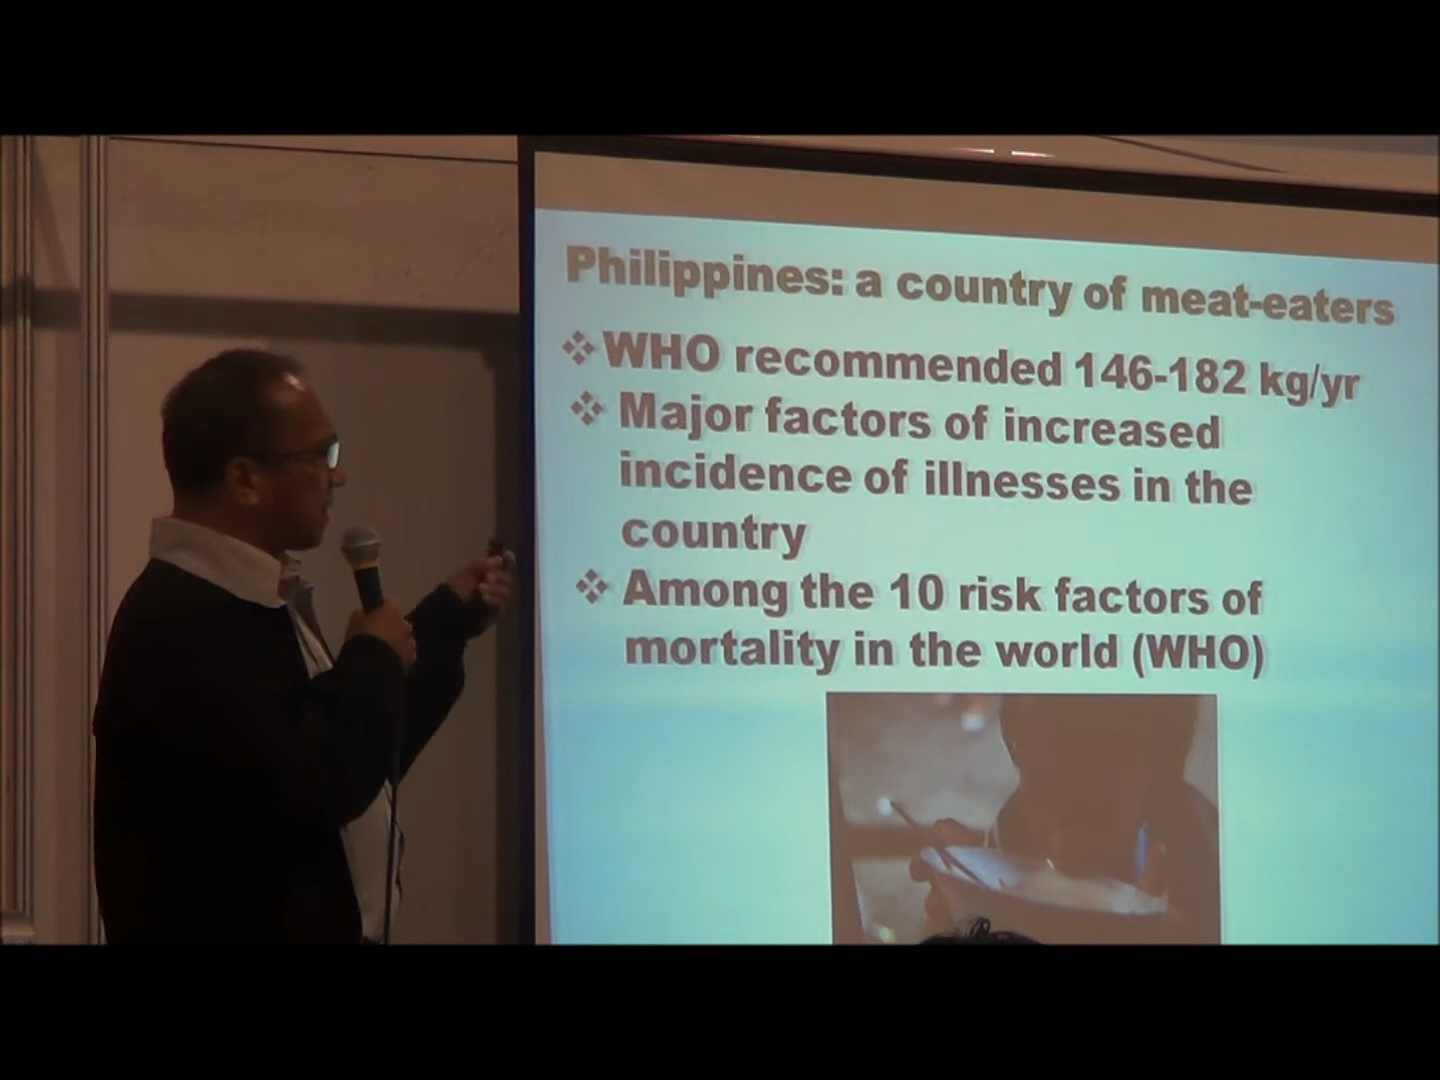 Philippines: a country of meat-eaters
❖WHO recommended 146-182 kg/yr
❖ Major factors of increased
incidence of illnesses in the
country
❖ Among the 10 risk factors of
mortality in the world (WHO)